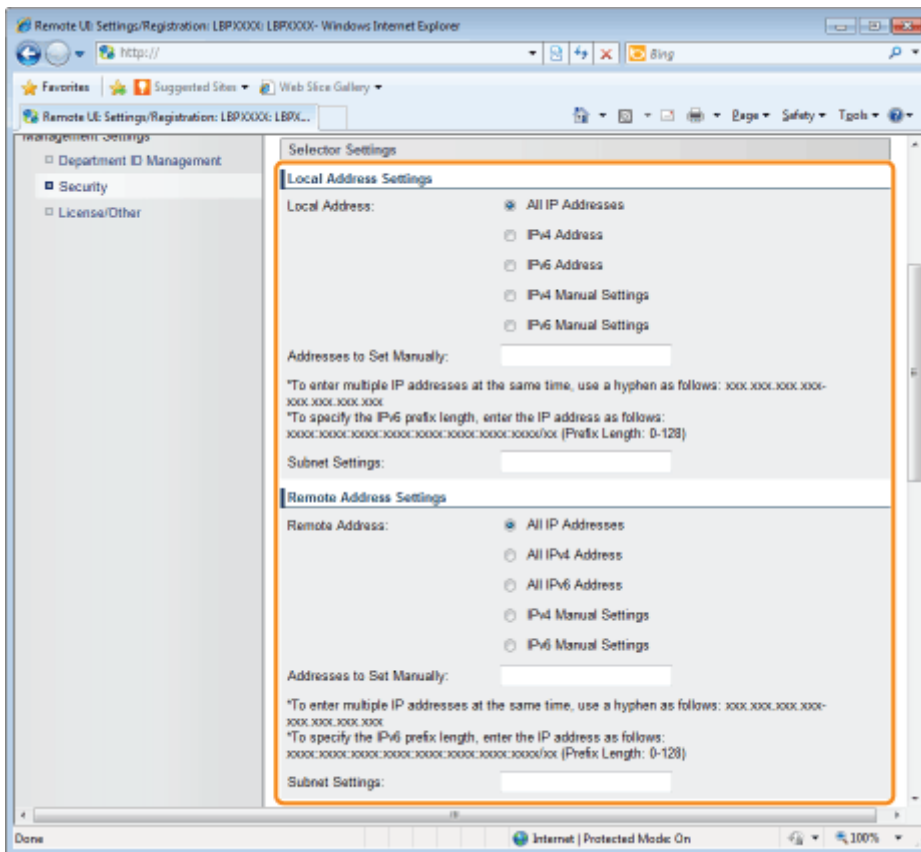 Remote UI: Settings/Registration: LBPXXXX: LBPXXXX- Windows Internet Explorer
http://
Bing
Favorites Suggested Sites Web Slice Gallery
Remote UI: Settings/Registration: LBPXXXX: LBPX...
Page Safety Tools
Management Settings
Department ID Management
Security
License/Other
Selector Settings
Local Address Settings
Local Address:
All IP Addresses
IPv4 Address
IPv6 Address
IPv4 Manual Settings
IPv6 Manual Settings
Addresses to Set Manually:
*To enter multiple IP addresses at the same time, use a hyphen as follows: xxx.xxx.xxx.xxx-
xxx.xxx.xxx.xxx
*To specify the IPv6 prefix length, enter the IP address as follows:
xxxx:xxxx:xxxx:xxxx:xxxx:xxxx:xxxx:xxxx/xx (Prefix Length: 0-128)
Subnet Settings:
Remote Address Settings
Remote Address:
All IP Addresses
All IPv4 Address
All IPv6 Address
IPv4 Manual Settings
IPv6 Manual Settings
Addresses to Set Manually:
*To enter multiple IP addresses at the same time, use a hyphen as follows: xxx.xxx.xxx.xxx-
xxx.xxx.xxx.xxx
*To specify the IPv6 prefix length, enter the IP address as follows:
xxxx:xxxx:xxxx:xxxx:xxxx:xxxx:xxxx:xxxx/xx (Prefix Length: 0-128)
Subnet Settings:
Done
Internet | Protected Mode: On
100%